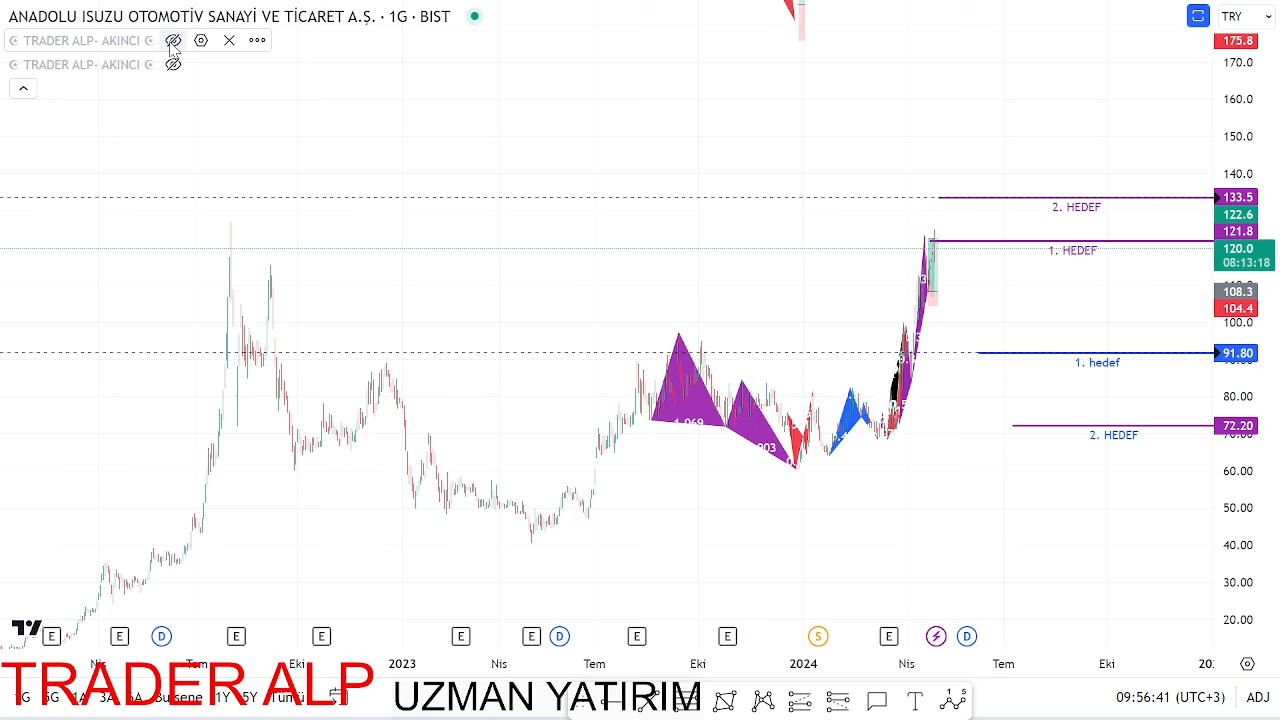 ANADOLU ISUZU OTOMOTİV SANAYİ VE TİCARET A.Ş. · 1G · BIST
TRY
TRADER ALP- AKINCI
TRADER ALP- AKINCI
175.8
170.0
160.0
150.0
140.0
133.5
2. HEDEF
122.6
121.8
1. HEDEF
120.0
08:13:18
108.3
104.4
100.0
91.80
1. hedef
80.00
72.20
2. HEDEF
60.00
50.00
40.00
30.00
20.00
E E D E E E E D E E S E D
Nis Tem Eki 2023 Nis Tem Eki 2024 Nis Tem Eki
TRADER ALP
UZMAN YATIRIM
09:56:41 (UTC+3) ADJ